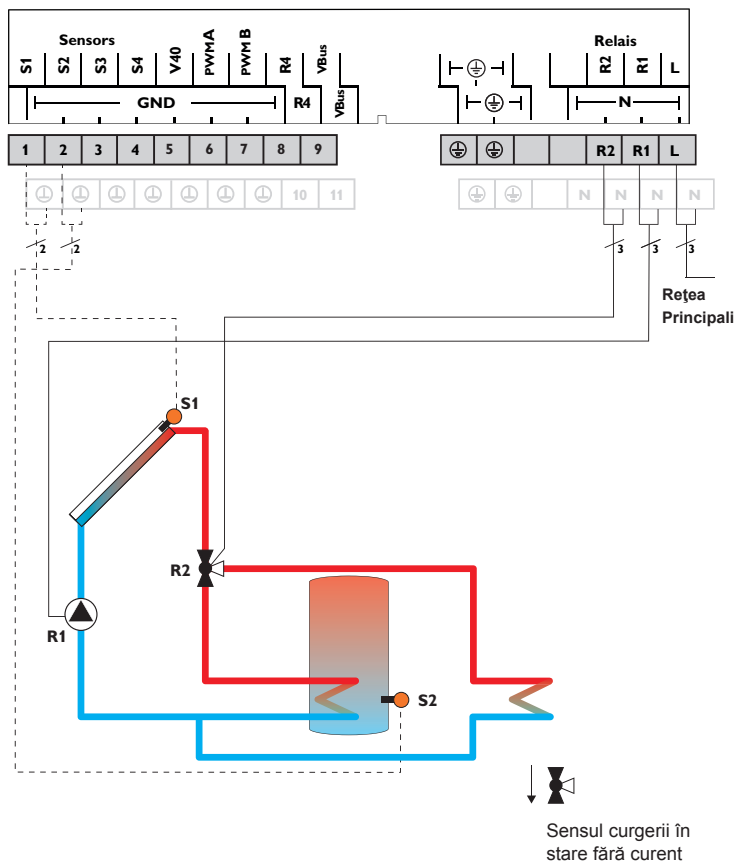 Sensors
Relais
S1 S2 S3 S4 V40 PWM A PWM B R4 VBus
R2 R1 L
GND R4 VBus
N
1 2 3 4 5 6 7 8 9
R2 R1 L
10 11
N N N N
2 2
3 3 3
Reţea
Principali
S1
R2
R1
S2
Sensul curgerii în
stare fără curent